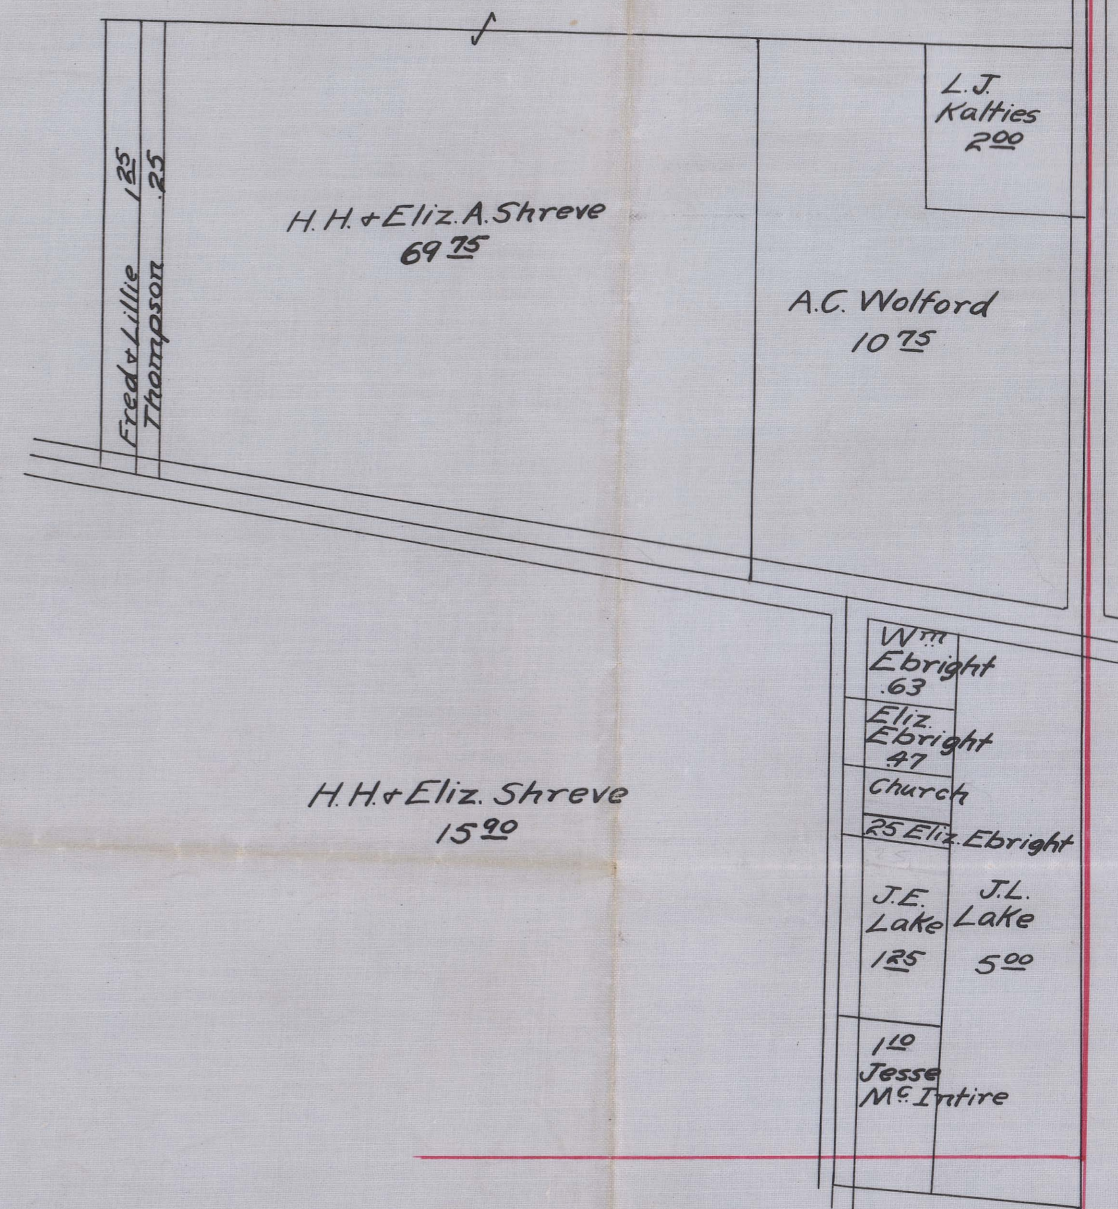 L.J.
Kalties
2 00
Fred & Lillie 1 25
Thompson .25
H.H. & Eliz. A. Shreve
69 75
A.C. Wolford
10 75
Wm
Ebright
.63
Eliz.
Ebright
.47
Church
25 Eliz. Ebright
H.H. & Eliz. Shreve
15 90
J.E.
Lake
1 25
J.L.
Lake
5 00
1 10
Jesse
Mc Intire